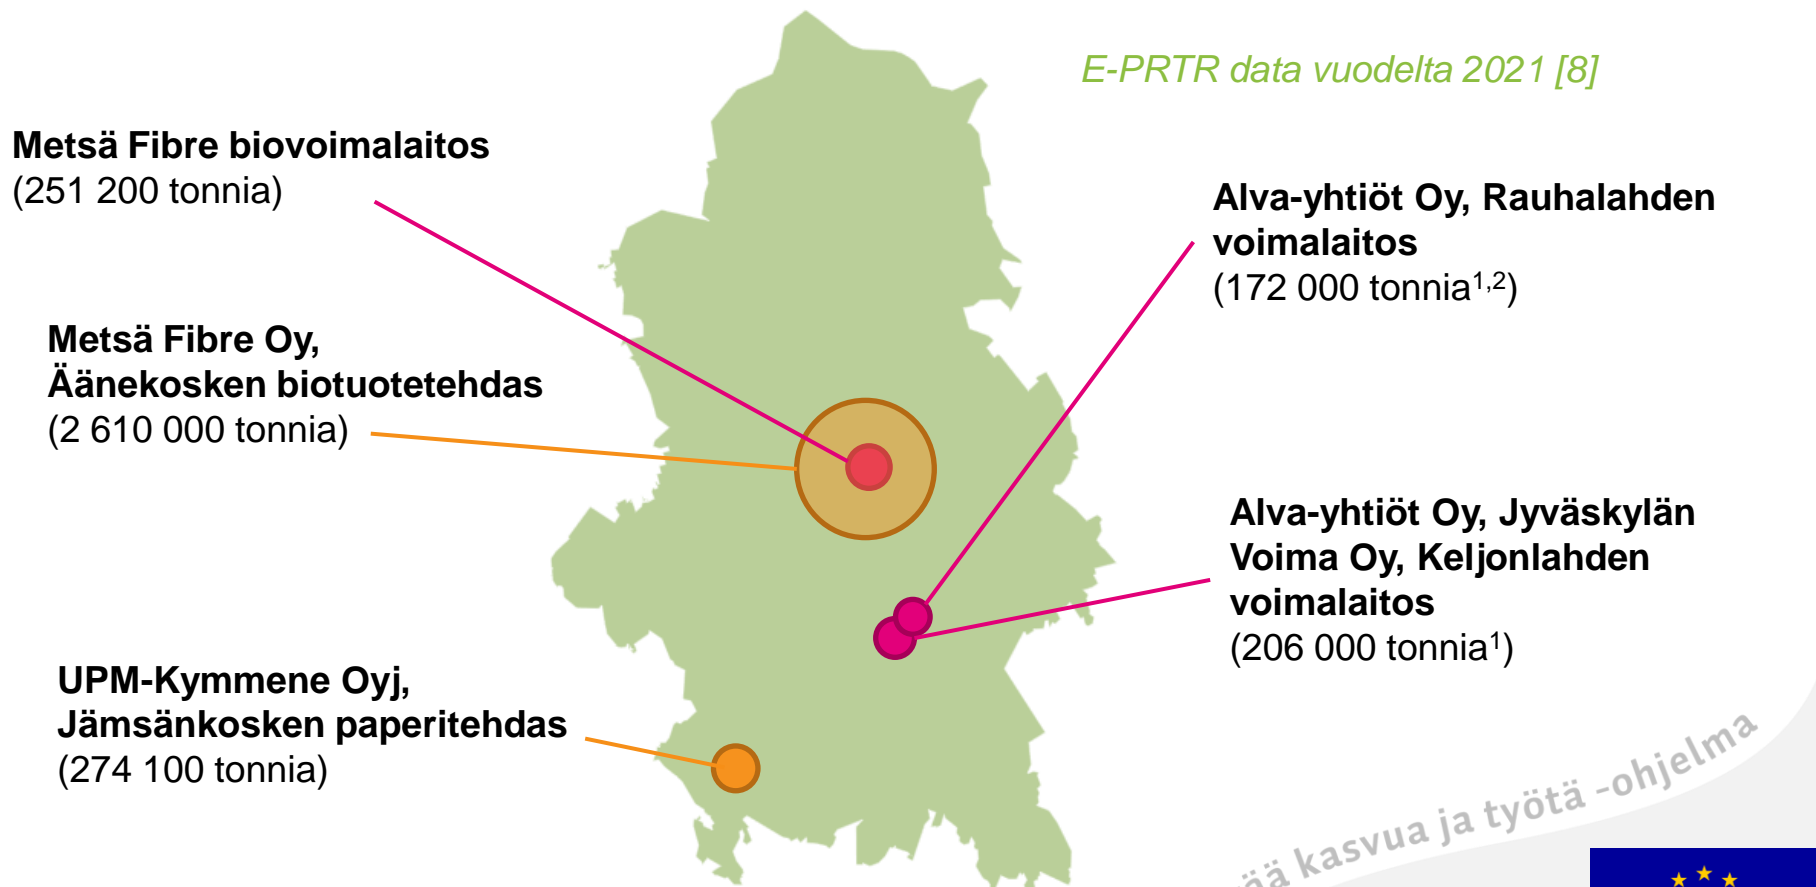 E-PRTR data vuodelta 2021 [8]
Metsä Fibre biovoimalaitos
(251 200 tonnia)
Metsä Fibre Oy,
Äänekosken biotuotetehdas
(2 610 000 tonnia)
UPM-Kymmene Oyj,
Jämsänkosken paperitehdas
(274 100 tonnia)
Alva-yhtiöt Oy, Rauhalahden
voimalaitos
(172 000 tonnia¹,²)
Alva-yhtiöt Oy, Jyväskylän
Voima Oy, Keljonlahden
voimalaitos
(206 000 tonnia¹)
kasvua ja työtä -ohjelma